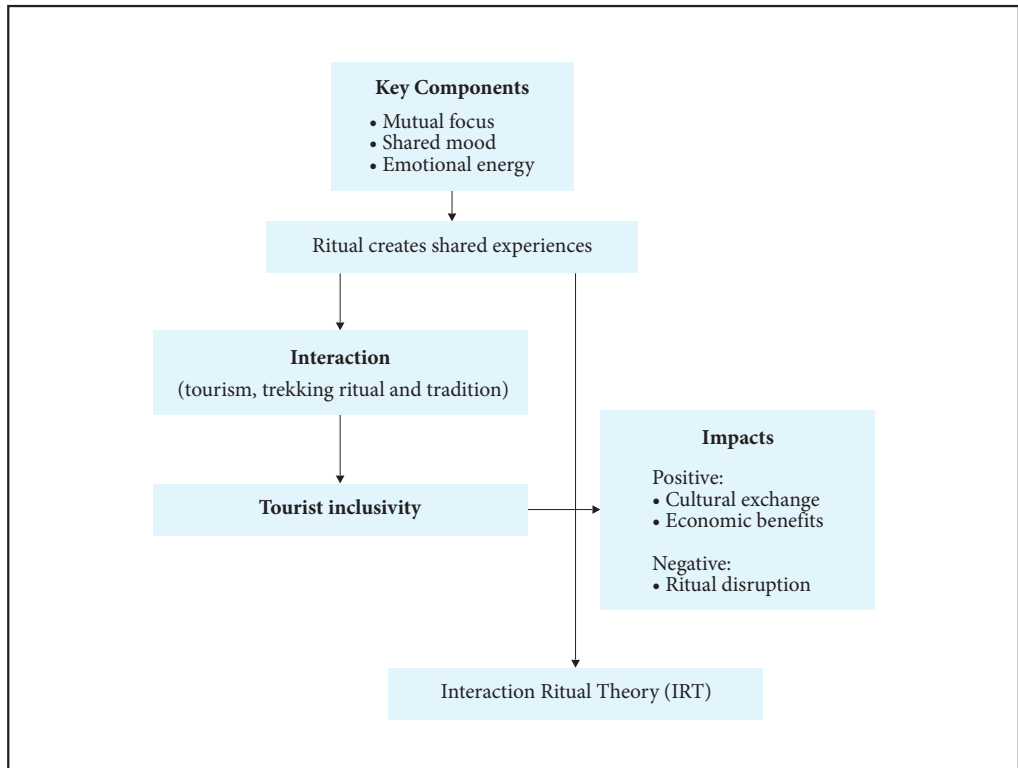 Key Components
• Mutual focus
• Shared mood
• Emotional energy
Ritual creates shared experiences
Interaction
(tourism, trekking ritual and tradition)
Tourist inclusivity
Impacts
Positive:
• Cultural exchange
• Economic benefits
Negative:
• Ritual disruption
Interaction Ritual Theory (IRT)